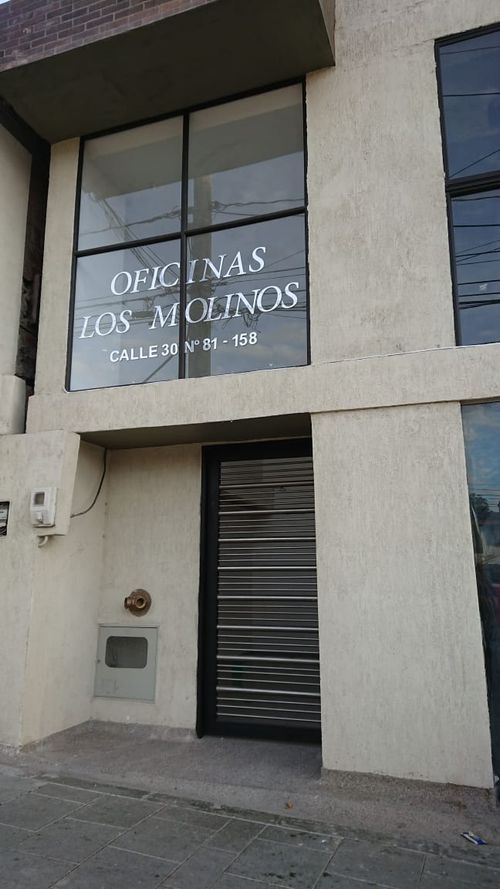 OFICINAS
LOS MOLINOS
CALLE 30 N° 81 - 158